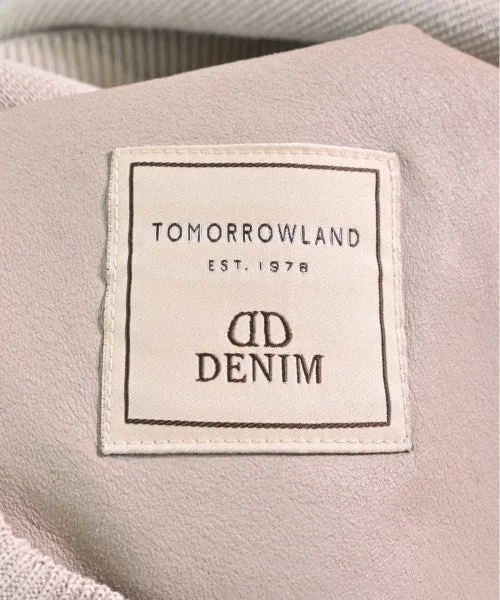 TOMORROWLAND
EST. 1978
DD
DENIM